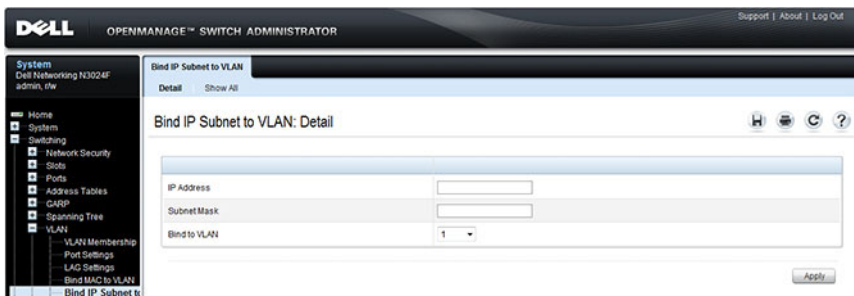 Support | About | Log Out
DELL
OPENMANAGE™ SWITCH ADMINISTRATOR
System
Dell Networking N3024F
admin, r/w
Home
System
Switching
Network Security
Slots
Ports
Address Tables
GARP
Spanning Tree
VLAN
VLAN Membership
Port Settings
LAG Settings
Bind MAC to VLAN
Bind IP Subnet to
Bind IP Subnet to VLAN
Detail Show All
Bind IP Subnet to VLAN: Detail
IP Address
Subnet Mask
Bind to VLAN 1
Apply